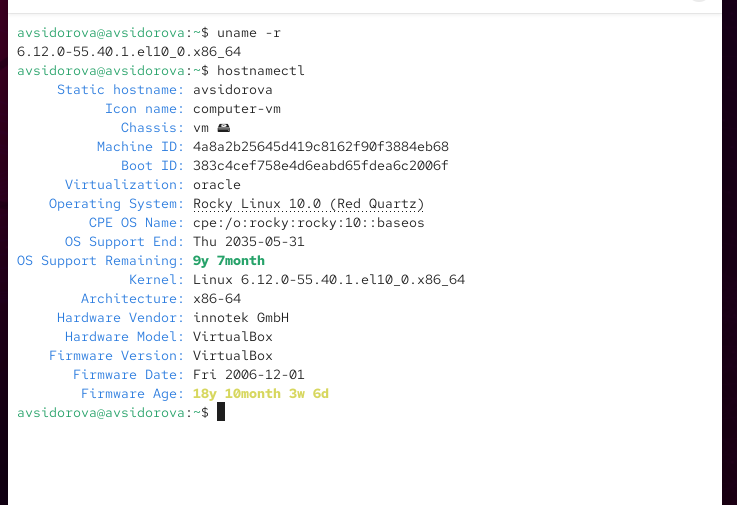 avsidorova@avsidorova:~$ uname -r
6.12.0-55.40.1.el10_0.x86_64
avsidorova@avsidorova:~$ hostnamectl
Static hostname: avsidorova
Icon name: computer-vm
Chassis: vm 🖴
Machine ID: 4a8a2b25645d419c8162f90f3884eb68
Boot ID: 383c4cef758e4d6eabd65fdea6c2006f
Virtualization: oracle
Operating System: Rocky Linux 10.0 (Red Quartz)
CPE OS Name: cpe:/o:rocky:rocky:10::baseos
OS Support End: Thu 2035-05-31
OS Support Remaining: 9y 7month
Kernel: Linux 6.12.0-55.40.1.el10_0.x86_64
Architecture: x86-64
Hardware Vendor: innotek GmbH
Hardware Model: VirtualBox
Firmware Version: VirtualBox
Firmware Date: Fri 2006-12-01
Firmware Age: 18y 10month 3w 6d
avsidorova@avsidorova:~$